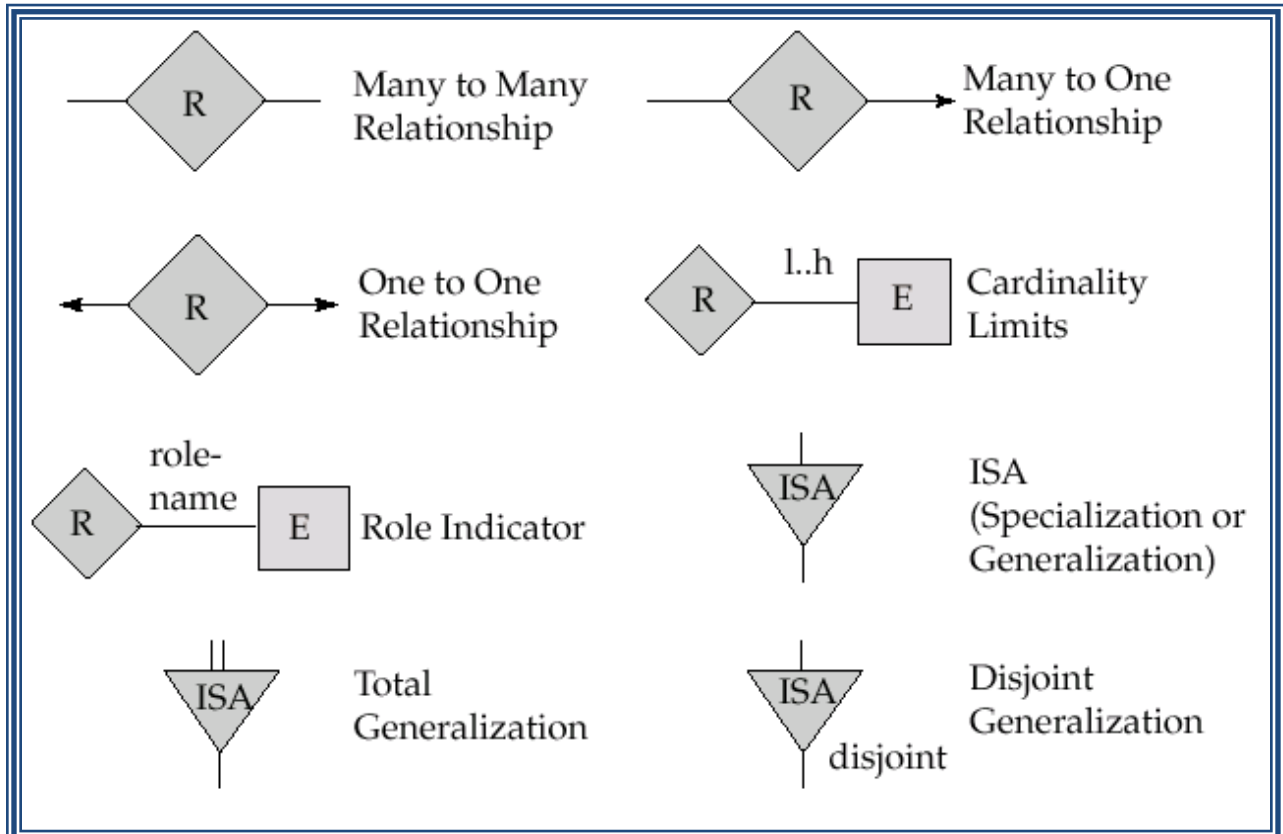 R
Many to Many
Relationship
R
Many to One
Relationship
R
One to One
Relationship
R
l..h
E
Cardinality
Limits
R
role-
name
E
Role Indicator
ISA
ISA
(Specialization or
Generalization)
ISA
Total
Generalization
ISA
disjoint
Disjoint
Generalization